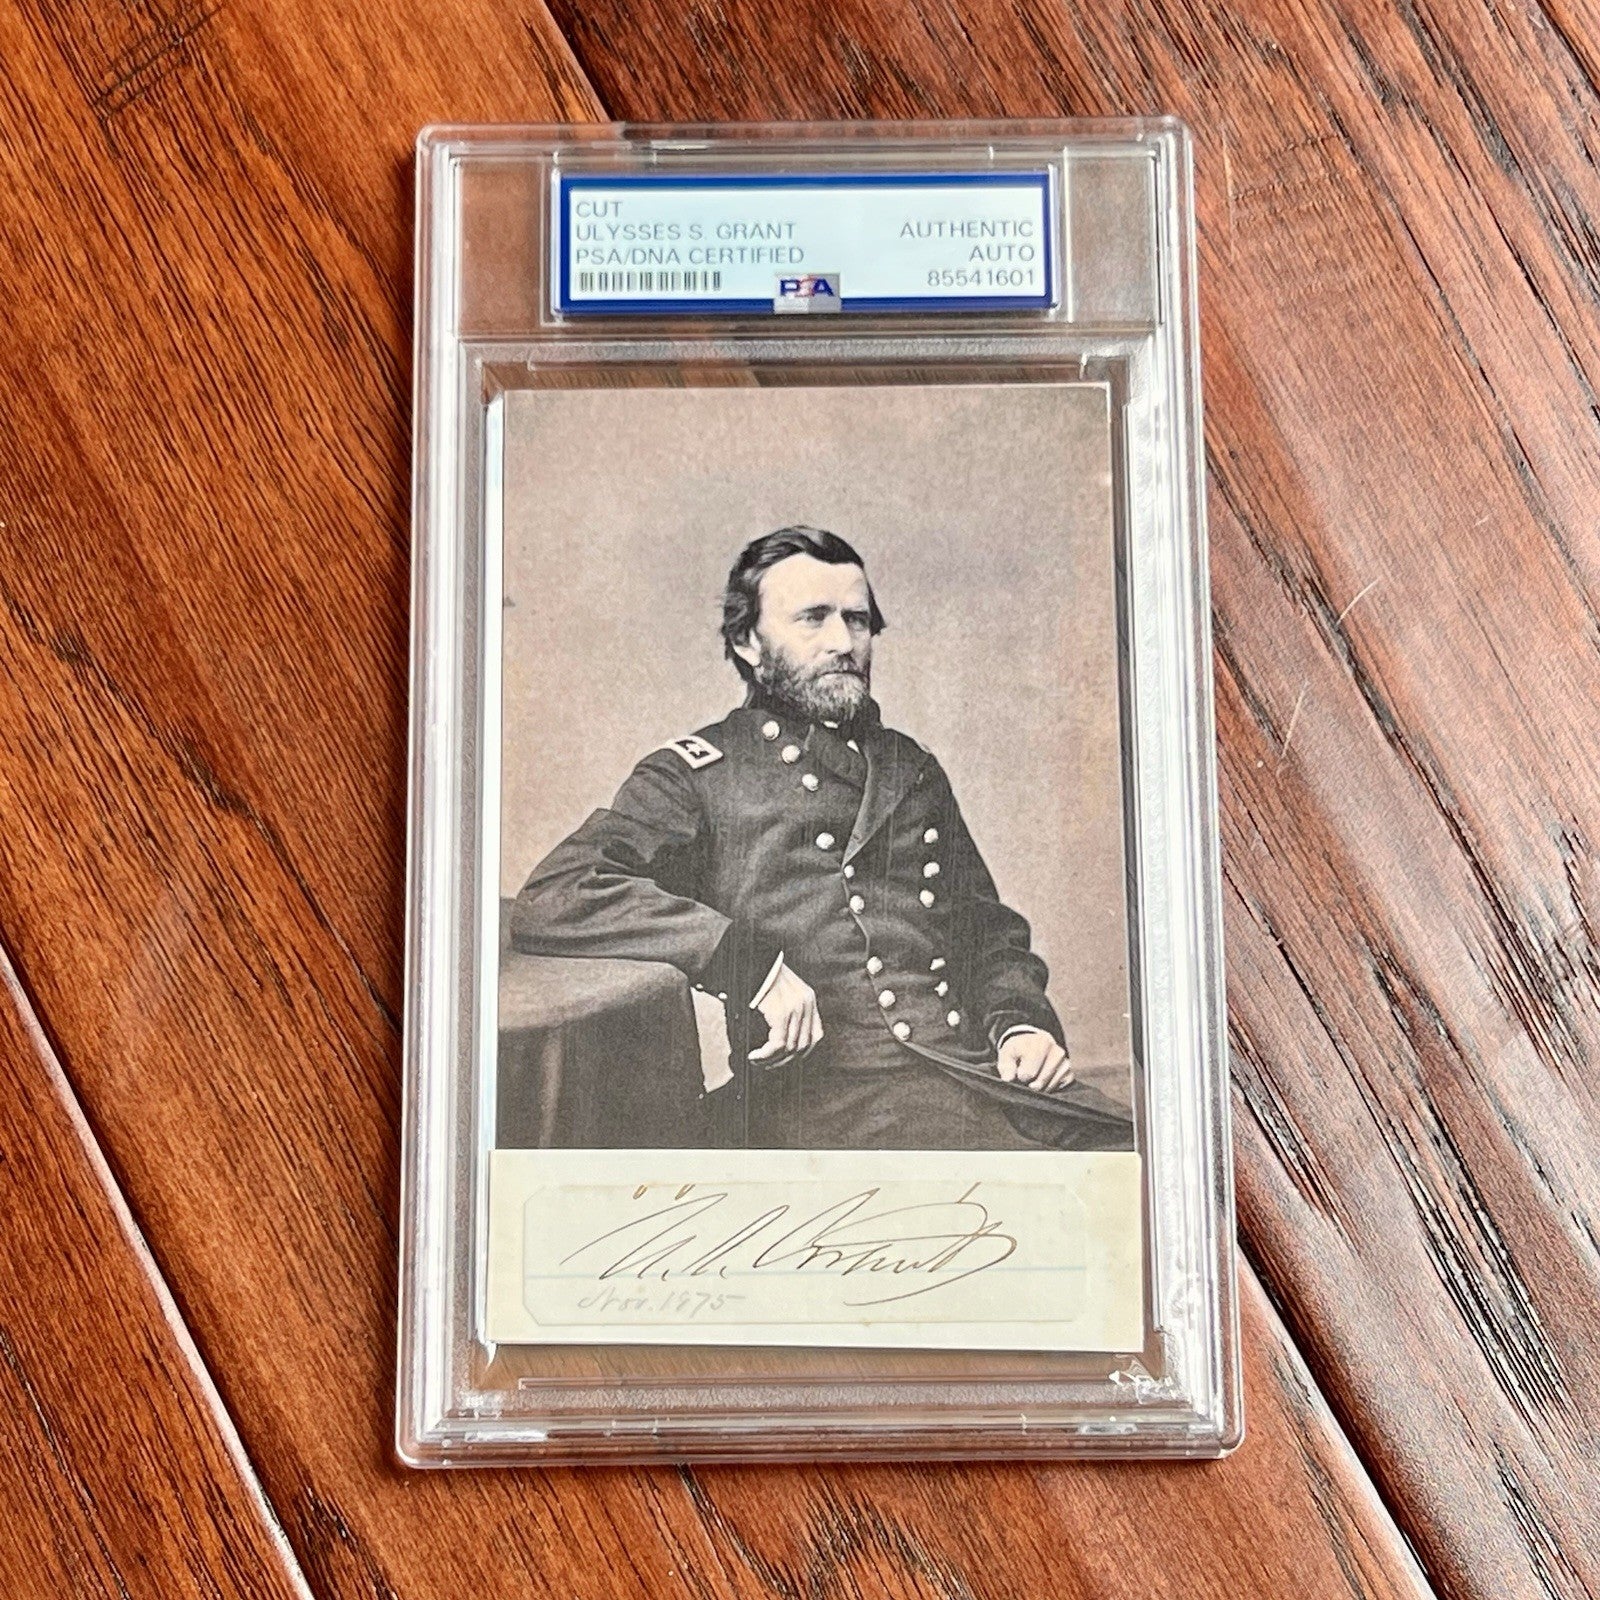 CUT
ULYSSES S. GRANT
PSA/DNA CERTIFIED
AUTHENTIC
AUTO
85541601
PSA
U. S. Grant
Nov. 1875